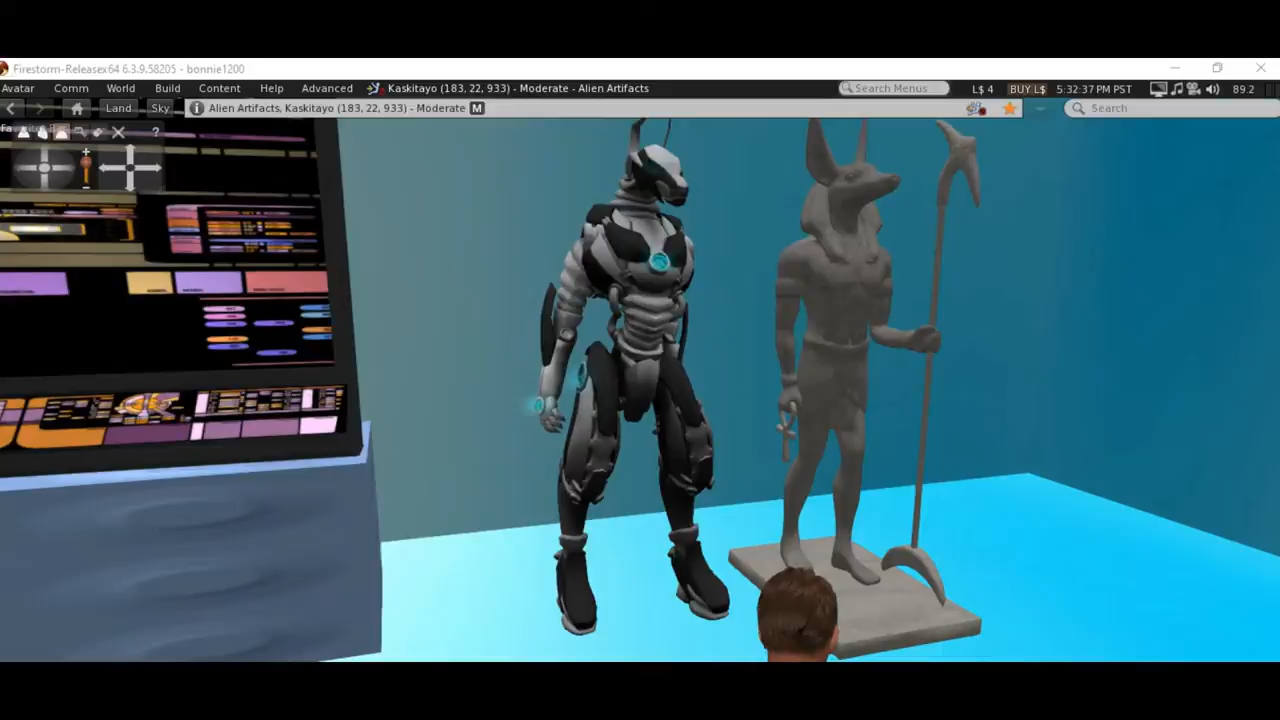 Firestorm-Releasex64 6.3.9.58205 - bonnie1200
Avatar Comm World Build Content Help Advanced Kaskitayo (183, 22, 933) - Moderate - Alien Artifacts Search Menus L$ 4 BUY L$ 5:32:37 PM PST 89.2
Land Sky Alien Artifacts, Kaskitayo (183, 22, 933) - Moderate M Search
?